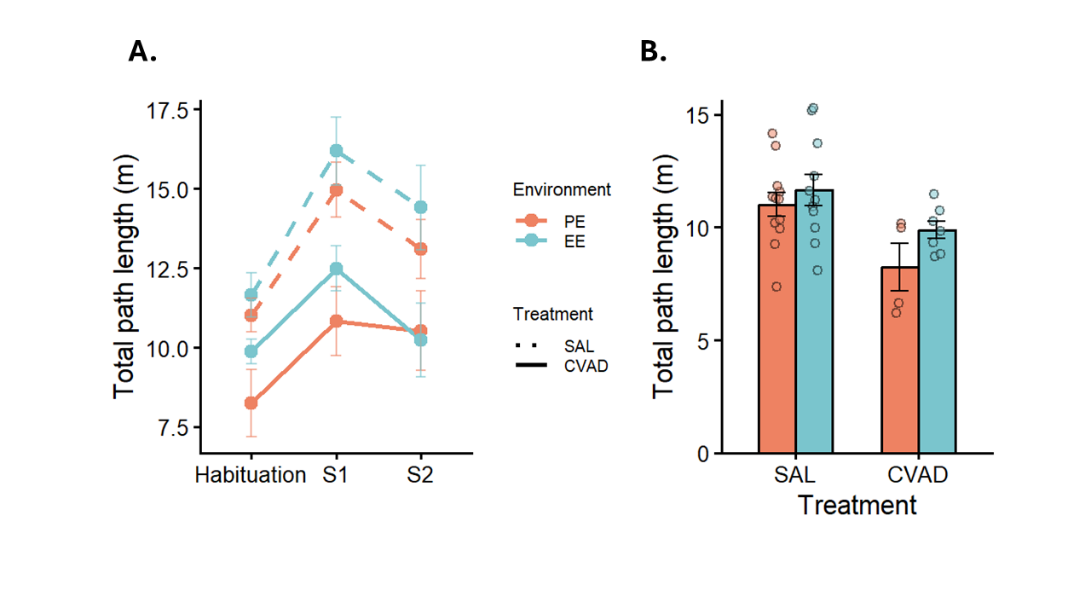 A.
Total path length (m)
17.5
15.0
12.5
10.0
7.5
Habituation S1 S2
Environment
PE
EE
Treatment
SAL
CVAD
B.
Total path length (m)
15
10
5
0
SAL CVAD
Treatment